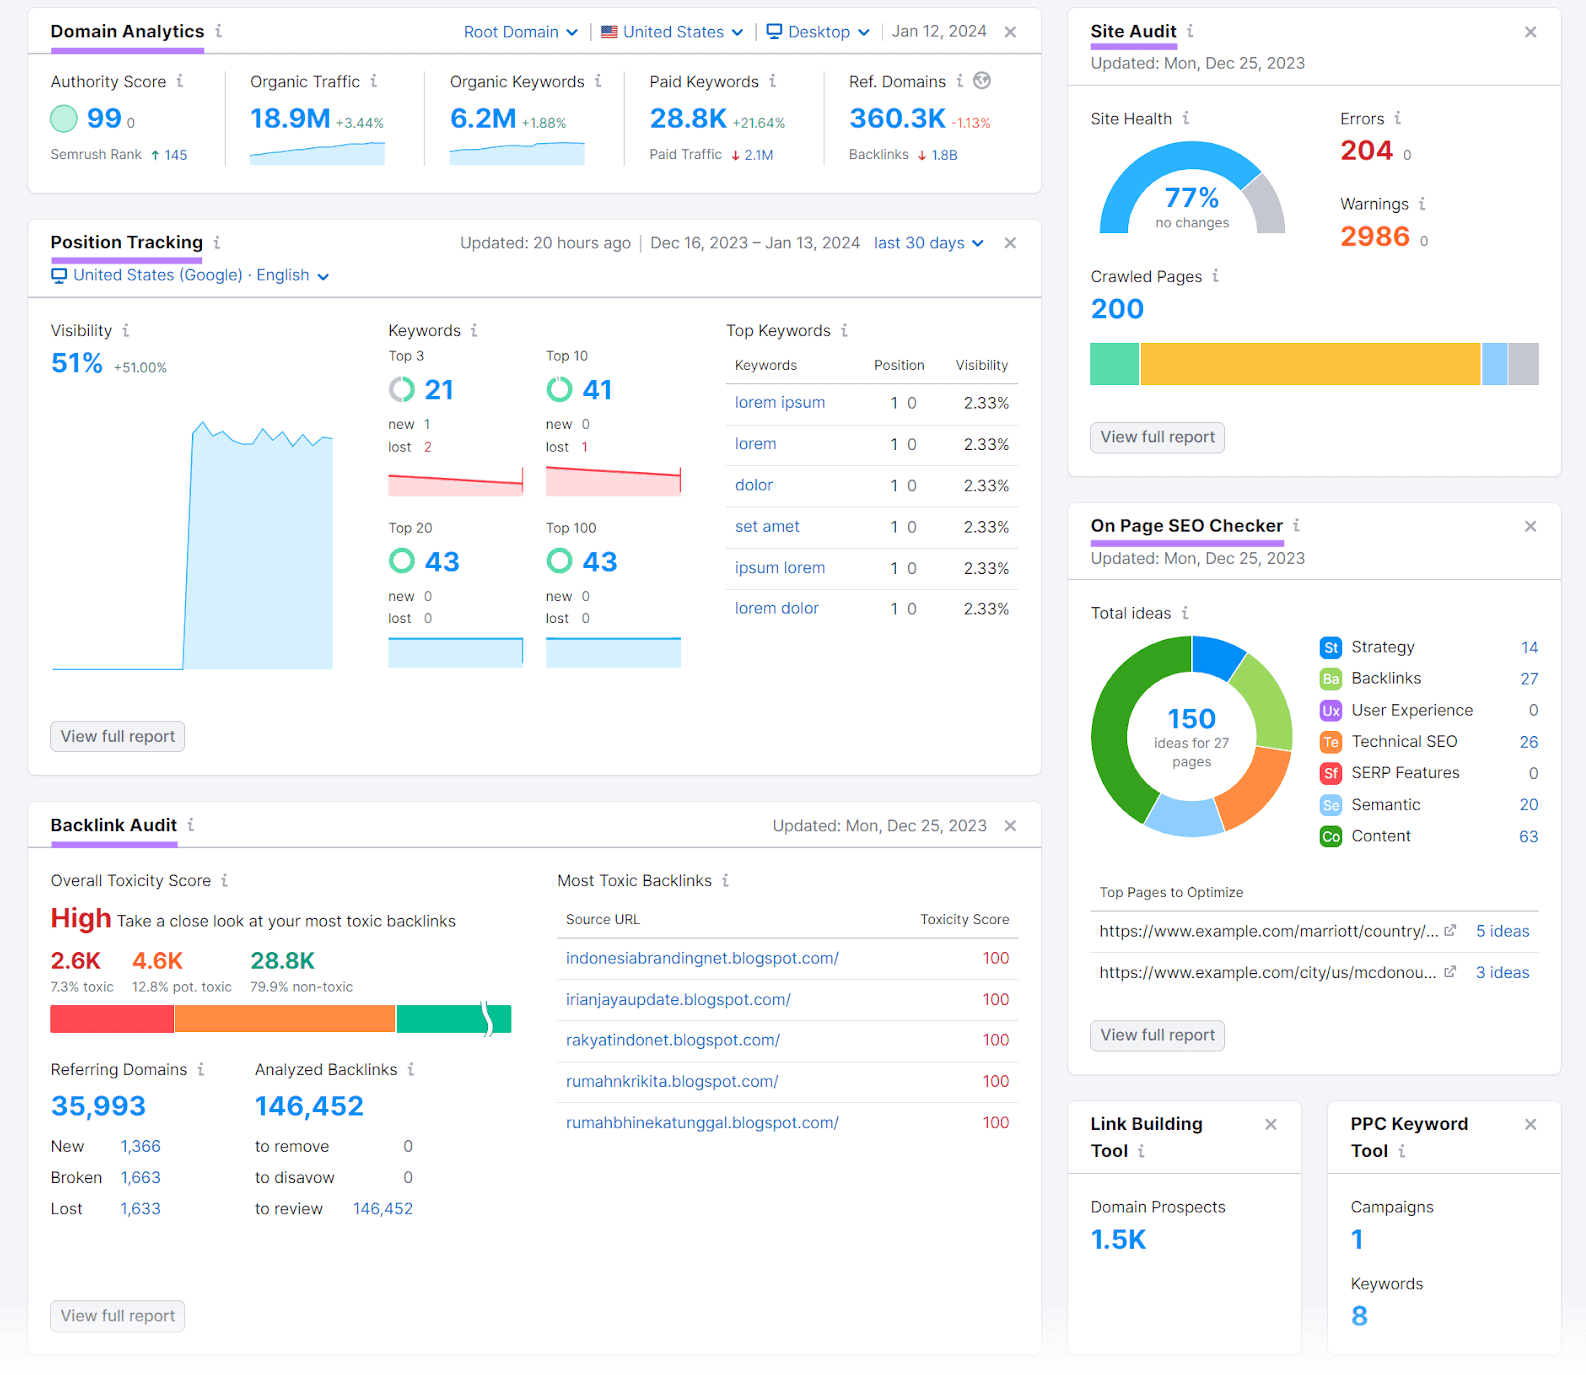 Domain Analytics i Root Domain | United States | Desktop | Jan 12, 2024 ×
Authority Score i
99 0
Semrush Rank ↑ 145
Organic Traffic i
18.9M +3.44%
Organic Keywords i
6.2M +1.88%
Paid Keywords i
28.8K +21.64%
Paid Traffic ↓ 2.1M
Ref. Domains i
360.3K -1.13%
Backlinks ↓ 1.8B
Position Tracking i Updated: 20 hours ago | Dec 16, 2023 – Jan 13, 2024 last 30 days ×
United States (Google) · English
Visibility i
51% +51.00%
Keywords i
Top 3
21
new 1
lost 2
Top 10
41
new 0
lost 1
Top 20
43
new 0
lost 0
Top 100
43
new 0
lost 0
Top Keywords i
Keywords Position Visibility
lorem ipsum 1 0 2.33%
lorem 1 0 2.33%
dolor 1 0 2.33%
set amet 1 0 2.33%
ipsum lorem 1 0 2.33%
lorem dolor 1 0 2.33%
View full report
Backlink Audit i Updated: Mon, Dec 25, 2023 ×
Overall Toxicity Score i
High Take a close look at your most toxic backlinks
2.6K 4.6K 28.8K
7.3% toxic 12.8% pot. toxic 79.9% non-toxic
Referring Domains i
35,993
New 1,366
Broken 1,663
Lost 1,633
Analyzed Backlinks i
146,452
to remove 0
to disavow 0
to review 146,452
Most Toxic Backlinks i
Source URL Toxicity Score
indonesiabrandingnet.blogspot.com/ 100
irianjayaupdate.blogspot.com/ 100
rakyatindonet.blogspot.com/ 100
rumahnkrikita.blogspot.com/ 100
rumahbhinekatunggal.blogspot.com/ 100
View full report
Site Audit i ×
Updated: Mon, Dec 25, 2023
Site Health i
77%
no changes
Errors i
204 0
Warnings i
2986 0
Crawled Pages i
200
View full report
On Page SEO Checker i ×
Updated: Mon, Dec 25, 2023
Total ideas i
150
ideas for 27
pages
St Strategy 14
Ba Backlinks 27
Ux User Experience 0
Te Technical SEO 26
Sf SERP Features 0
Se Semantic 20
Co Content 63
Top Pages to Optimize
https://www.example.com/marriott/country/... 5 ideas
https://www.example.com/city/us/mcdonou... 3 ideas
View full report
Link Building ×
Tool i
Domain Prospects
1.5K
PPC Keyword ×
Tool i
Campaigns
1
Keywords
8